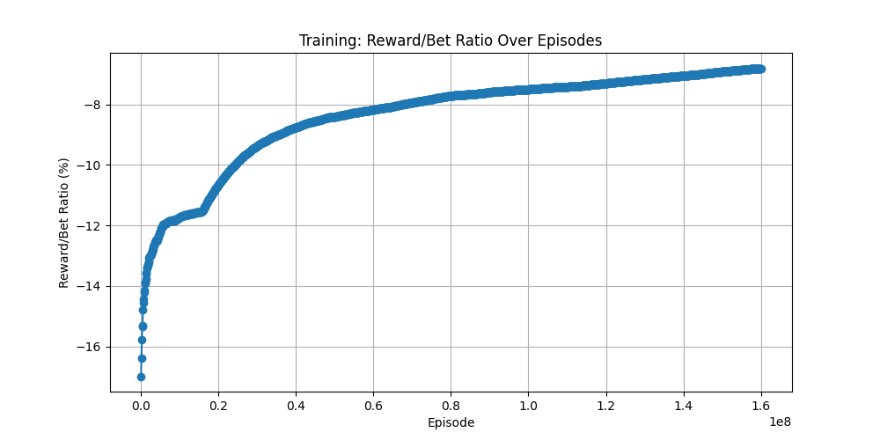 Training: Reward/Bet Ratio Over Episodes
Reward/Bet Ratio (%)
−8
−10
−12
−14
−16
0.0 0.2 0.4 0.6 0.8 1.0 1.2 1.4 1.6
1e8
Episode